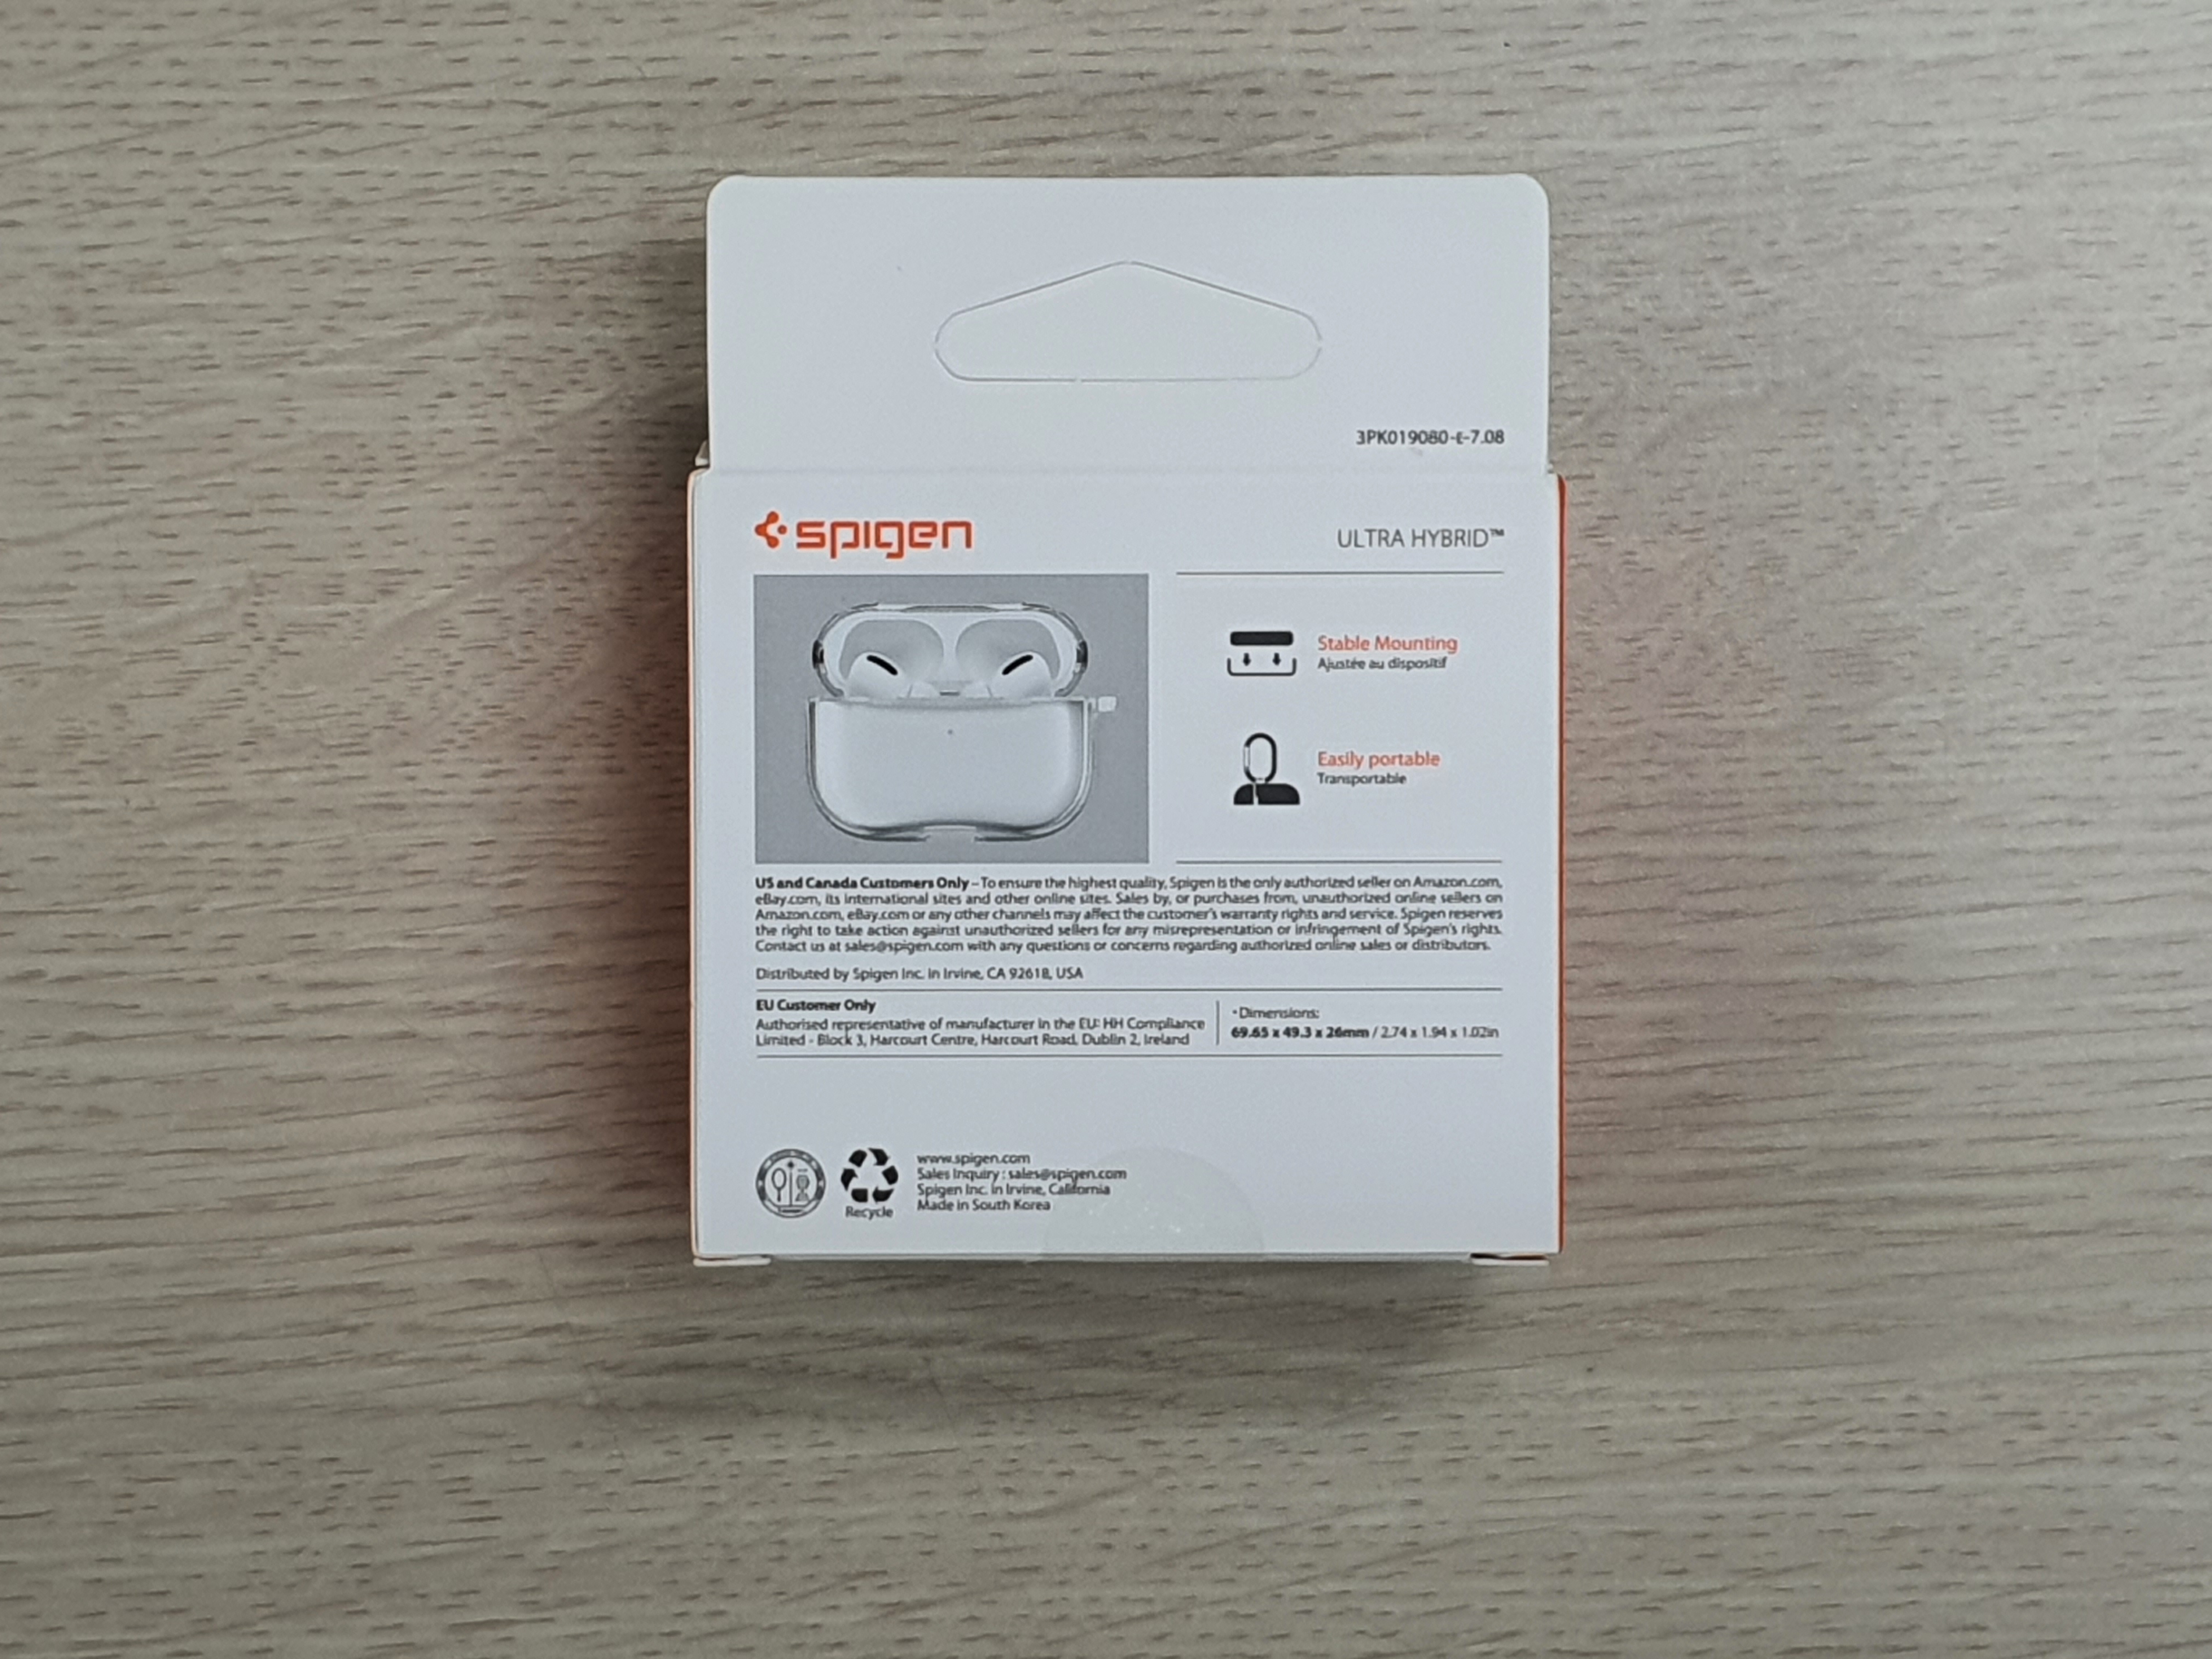 3PK019080-E-7.08
spigen
ULTRA HYBRID™
Stable Mounting
Ajustée au dispositif
Easily portable
Transportable
US and Canada Customers Only – To ensure the highest quality, Spigen is the only authorized seller on Amazon.com,
eBay.com, its international sites and other online sites. Sales by, or purchases from, unauthorized online sellers on
Amazon.com, eBay.com or any other channels may affect the customer's warranty rights and service. Spigen reserves
the right to take action against unauthorized sellers for any misrepresentation or infringement of Spigen's rights.
Contact us at sales@spigen.com with any questions or concerns regarding authorized online sales or distributors.
Distributed by Spigen Inc. in Irvine, CA 92618, USA
EU Customer Only
Authorised representative of manufacturer in the EU: HH Compliance
Limited - Block 3, Harcourt Centre, Harcourt Road, Dublin 2, Ireland
• Dimensions:
69.65 x 49.3 x 26mm / 2.74 x 1.94 x 1.02in
Recycle
www.spigen.com
Sales Inquiry : sales@spigen.com
Spigen Inc. in Irvine, California
Made in South Korea